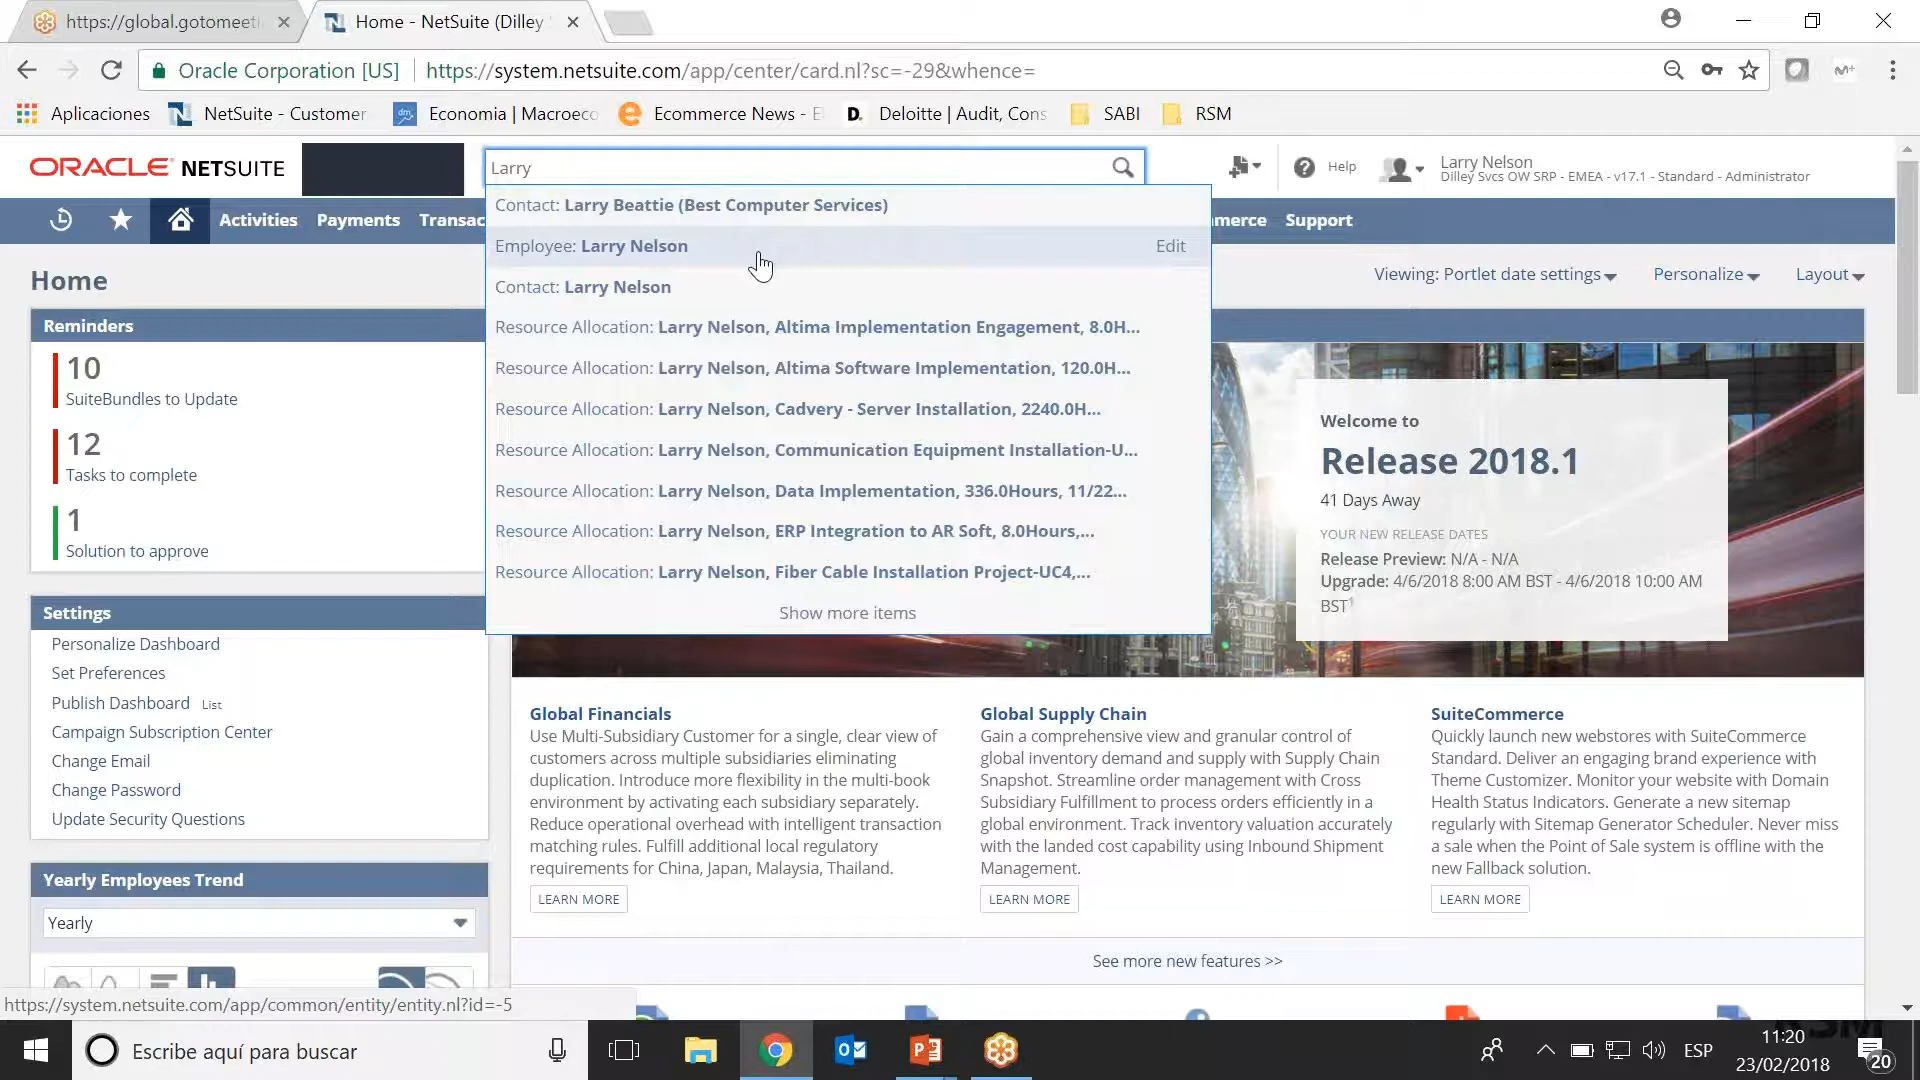 https://global.gotomeeti
Home - NetSuite (Dilley S
Oracle Corporation [US]
https://system.netsuite.com/app/center/card.nl?sc=-29&whence=
Aplicaciones
NetSuite - Customer
Economia | Macroeco
Ecommerce News - E
Deloitte | Audit, Cons
SABI
RSM
ORACLE NETSUITE
Larry
Help
Larry Nelson
Dilley Svcs OW SRP - EMEA - v17.1 - Standard - Administrator
Activities
Payments
Transac
mmerce
Support
Contact: Larry Beattie (Best Computer Services)
Employee: Larry Nelson
Edit
Contact: Larry Nelson
Resource Allocation: Larry Nelson, Altima Implementation Engagement, 8.0H...
Resource Allocation: Larry Nelson, Altima Software Implementation, 120.0H...
Resource Allocation: Larry Nelson, Cadvery - Server Installation, 2240.0H...
Resource Allocation: Larry Nelson, Communication Equipment Installation-U...
Resource Allocation: Larry Nelson, Data Implementation, 336.0Hours, 11/22...
Resource Allocation: Larry Nelson, ERP Integration to AR Soft, 8.0Hours,...
Resource Allocation: Larry Nelson, Fiber Cable Installation Project-UC4,...
Show more items
Home
Viewing: Portlet date settings
Personalize
Layout
Reminders
10
SuiteBundles to Update
12
Tasks to complete
1
Solution to approve
Settings
Personalize Dashboard
Set Preferences
Publish Dashboard List
Campaign Subscription Center
Change Email
Change Password
Update Security Questions
Yearly Employees Trend
Yearly
Welcome to
Release 2018.1
41 Days Away
YOUR NEW RELEASE DATES
Release Preview: N/A - N/A
Upgrade: 4/6/2018 8:00 AM BST - 4/6/2018 10:00 AM
BST1
Global Financials
Use Multi-Subsidiary Customer for a single, clear view of
customers across multiple subsidiaries eliminating
duplication. Introduce more flexibility in the multi-book
environment by activating each subsidiary separately.
Reduce operational overhead with intelligent transaction
matching rules. Fulfill additional local regulatory
requirements for China, Japan, Malaysia, Thailand.
LEARN MORE
Global Supply Chain
Gain a comprehensive view and granular control of
global inventory demand and supply with Supply Chain
Snapshot. Streamline order management with Cross
Subsidiary Fulfillment to process orders efficiently in a
global environment. Track inventory valuation accurately
with the landed cost capability using Inbound Shipment
Management.
LEARN MORE
SuiteCommerce
Quickly launch new webstores with SuiteCommerce
Standard. Deliver an engaging brand experience with
Theme Customizer. Monitor your website with Domain
Health Status Indicators. Generate a new sitemap
regularly with Sitemap Generator Scheduler. Never miss
a sale when the Point of Sale system is offline with the
new Fallback solution.
LEARN MORE
See more new features >>
https://system.netsuite.com/app/common/entity/entity.nl?id=-5
Escribe aquí para buscar
RSM
ESP
11:20
23/02/2018
20